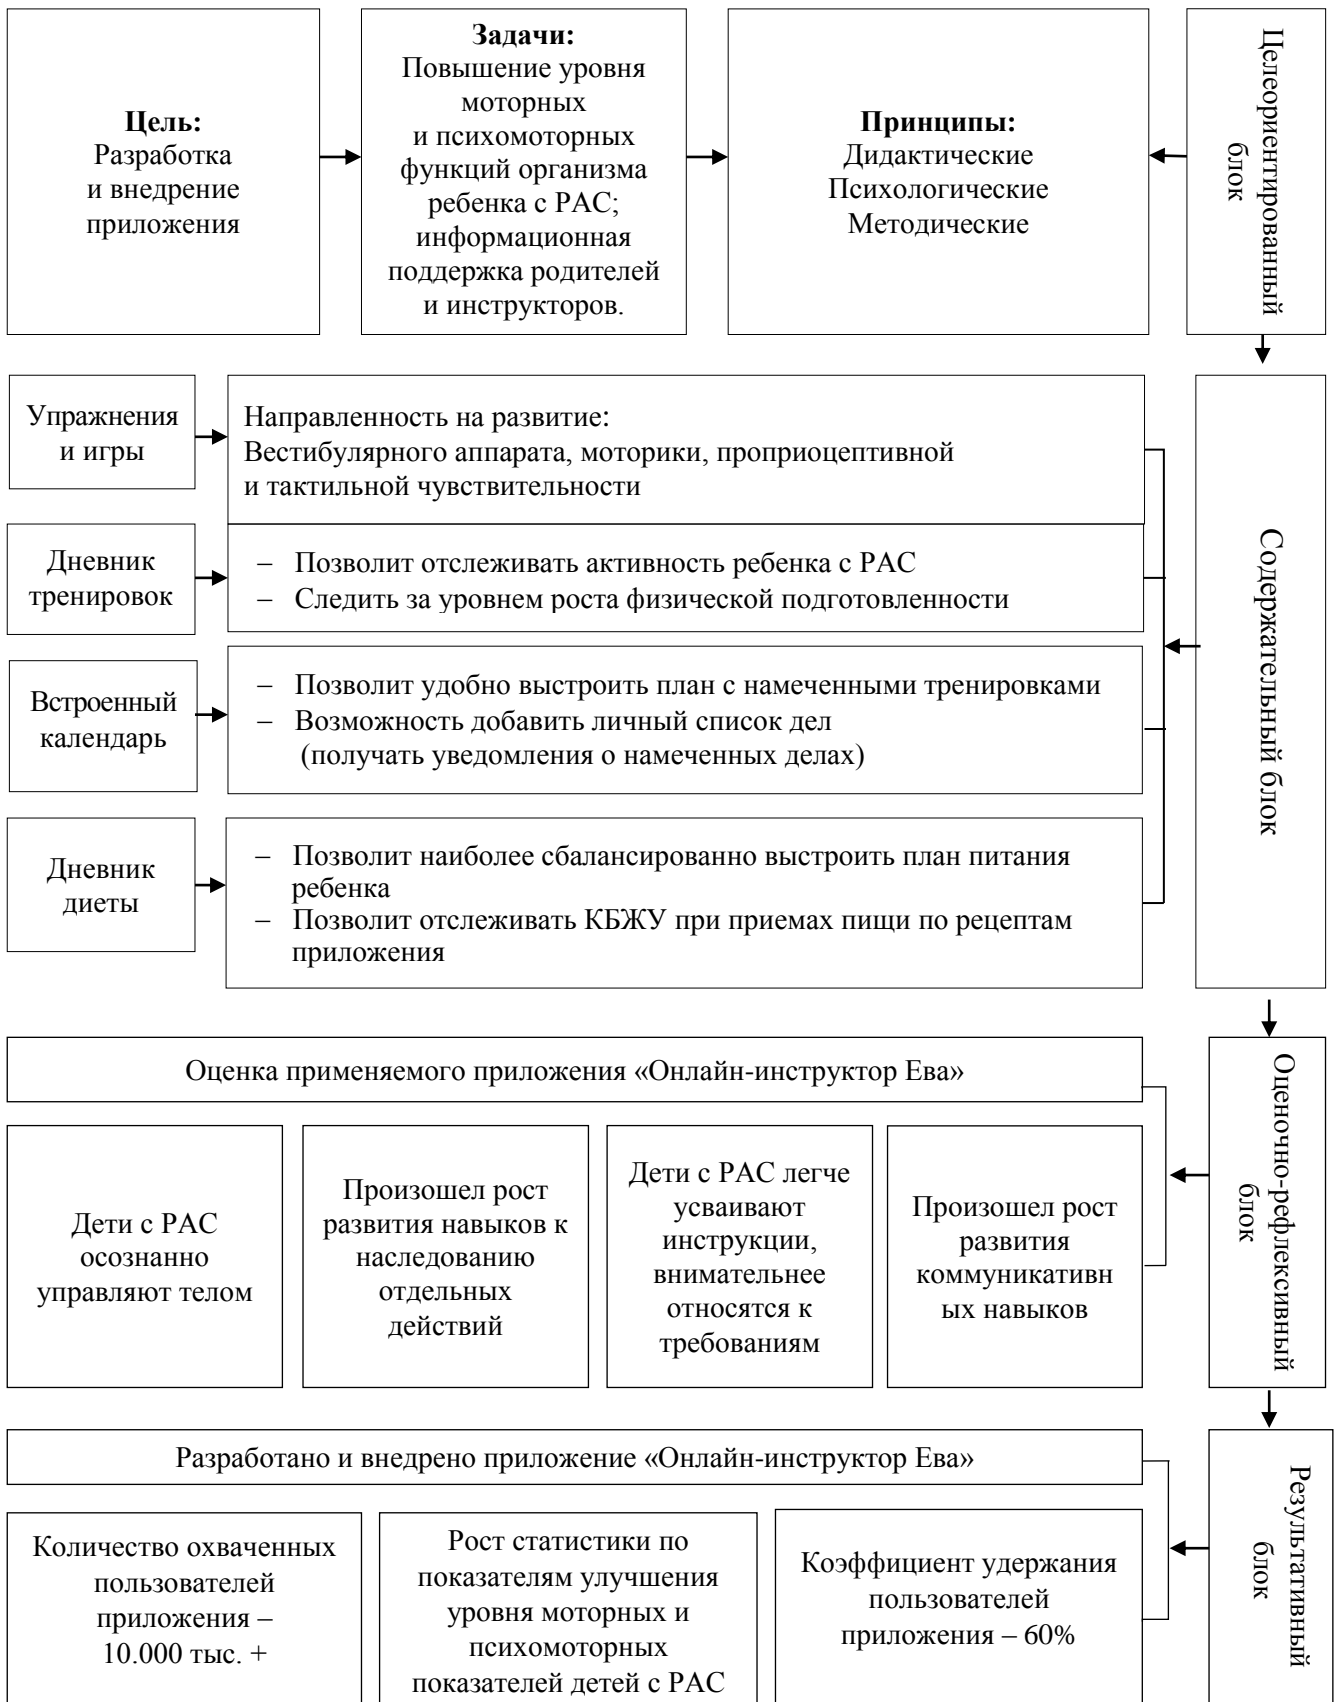 Цель:
Разработка
и внедрение
приложения
Задачи:
Повышение уровня
моторных
и психомоторных
функций организма
ребенка с РАС;
информационная
поддержка родителей
и инструкторов.
Принципы:
Дидактические
Психологические
Методические
Целеориентированный
блок
Упражнения
и игры
Направленность на развитие:
Вестибулярного аппарата, моторики, проприоцептивной
и тактильной чувствительности
Дневник
тренировок
– Позволит отслеживать активность ребенка с РАС
– Следить за уровнем роста физической подготовленности
Встроенный
календарь
– Позволит удобно выстроить план с намеченными тренировками
– Возможность добавить личный список дел
(получать уведомления о намеченных делах)
Дневник
диеты
– Позволит наиболее сбалансированно выстроить план питания
ребенка
– Позволит отслеживать КБЖУ при приемах пищи по рецептам
приложения
Содержательный блок
Оценка применяемого приложения «Онлайн-инструктор Ева»
Дети с РАС
осознанно
управляют телом
Произошел рост
развития навыков к
наследованию
отдельных
действий
Дети с РАС легче
усваивают
инструкции,
внимательнее
относятся к
требованиям
Произошел рост
развития
коммуникативн
ых навыков
Оценочно-рефлексивный
блок
Разработано и внедрено приложение «Онлайн-инструктор Ева»
Количество охваченных
пользователей
приложения –
10.000 тыс. +
Рост статистики по
показателям улучшения
уровня моторных и
психомоторных
показателей детей с РАС
Коэффициент удержания
пользователей
приложения – 60%
Результативный
блок